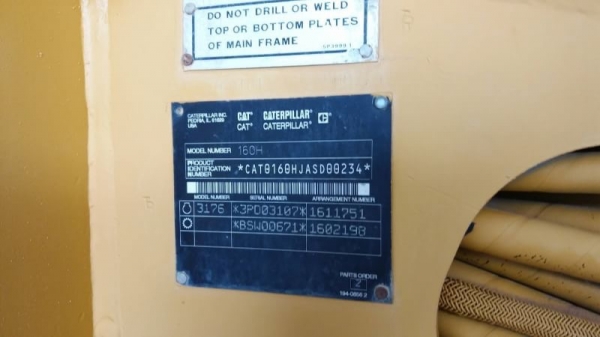 DO NOT DRILL OR WELD
TOP OR BOTTOM PLATES
OF MAIN FRAME
CATERPILLAR INC.
PEORIA, IL 61629
USA
CAT® CATERPILLAR®
CAT® CATERPILLAR®
MODEL NUMBER 160H
PRODUCT IDENTIFICATION NUMBER *CAT0160HJASD00234*
MODEL NUMBER SERIAL NUMBER ARRANGEMENT NUMBER
3176 *3PD03107* 1611751
*BSW00671* 1602198
PARTS ORDER
Z